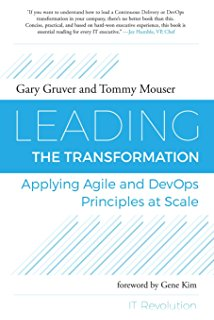 "If you want to understand how to lead a Continuous Delivery or DevOps
transformation in your company, there's no better book than this.
Concise, practical, and based on hard-won executive experience, this book is
essential reading for every IT executive." — Jez Humble, VP, Chef
Gary Gruver and Tommy Mouser
LEADING
THE TRANSFORMATION
Applying Agile and DevOps
Principles at Scale
foreword by Gene Kim
IT Revolution